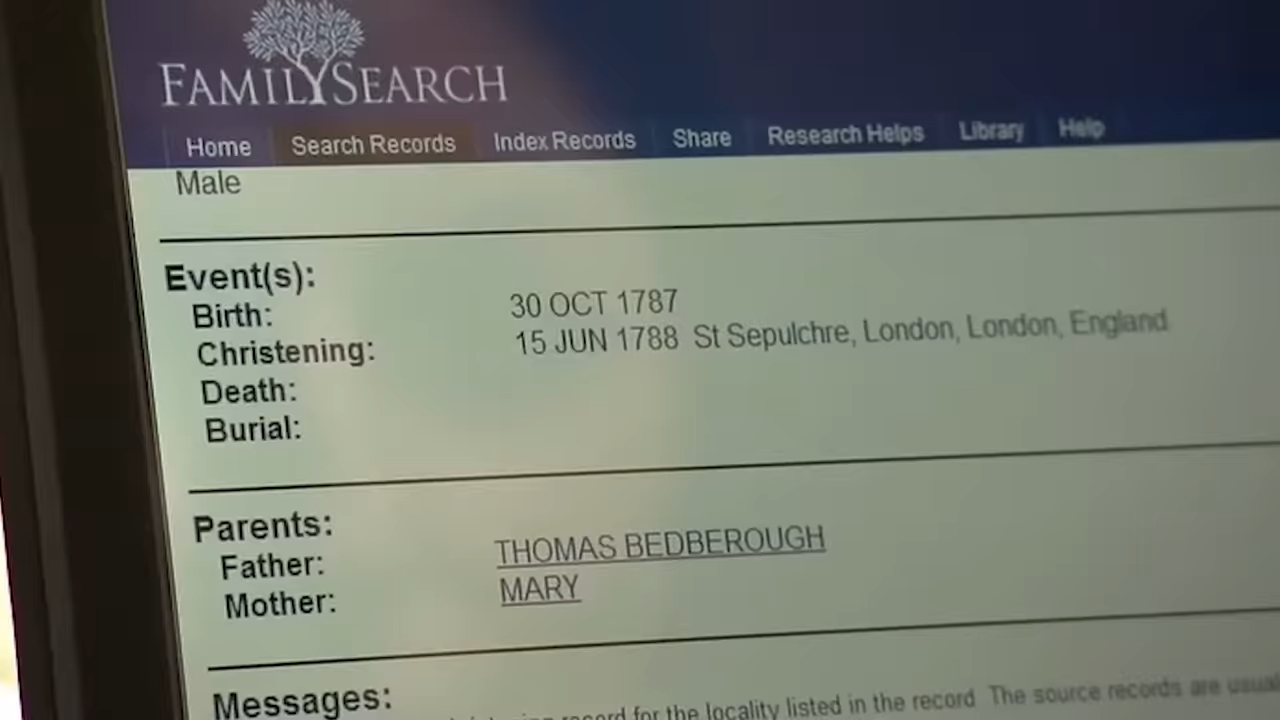 FAMILYSEARCH
Home Search Records Index Records Share Research Helps Library Help
Male
Event(s):
Birth: 30 OCT 1787
Christening: 15 JUN 1788 St Sepulchre, London, London, England
Death:
Burial:
Parents:
Father: THOMAS BEDBEROUGH
Mother: MARY
Messages:
record for the locality listed in the record The source records are